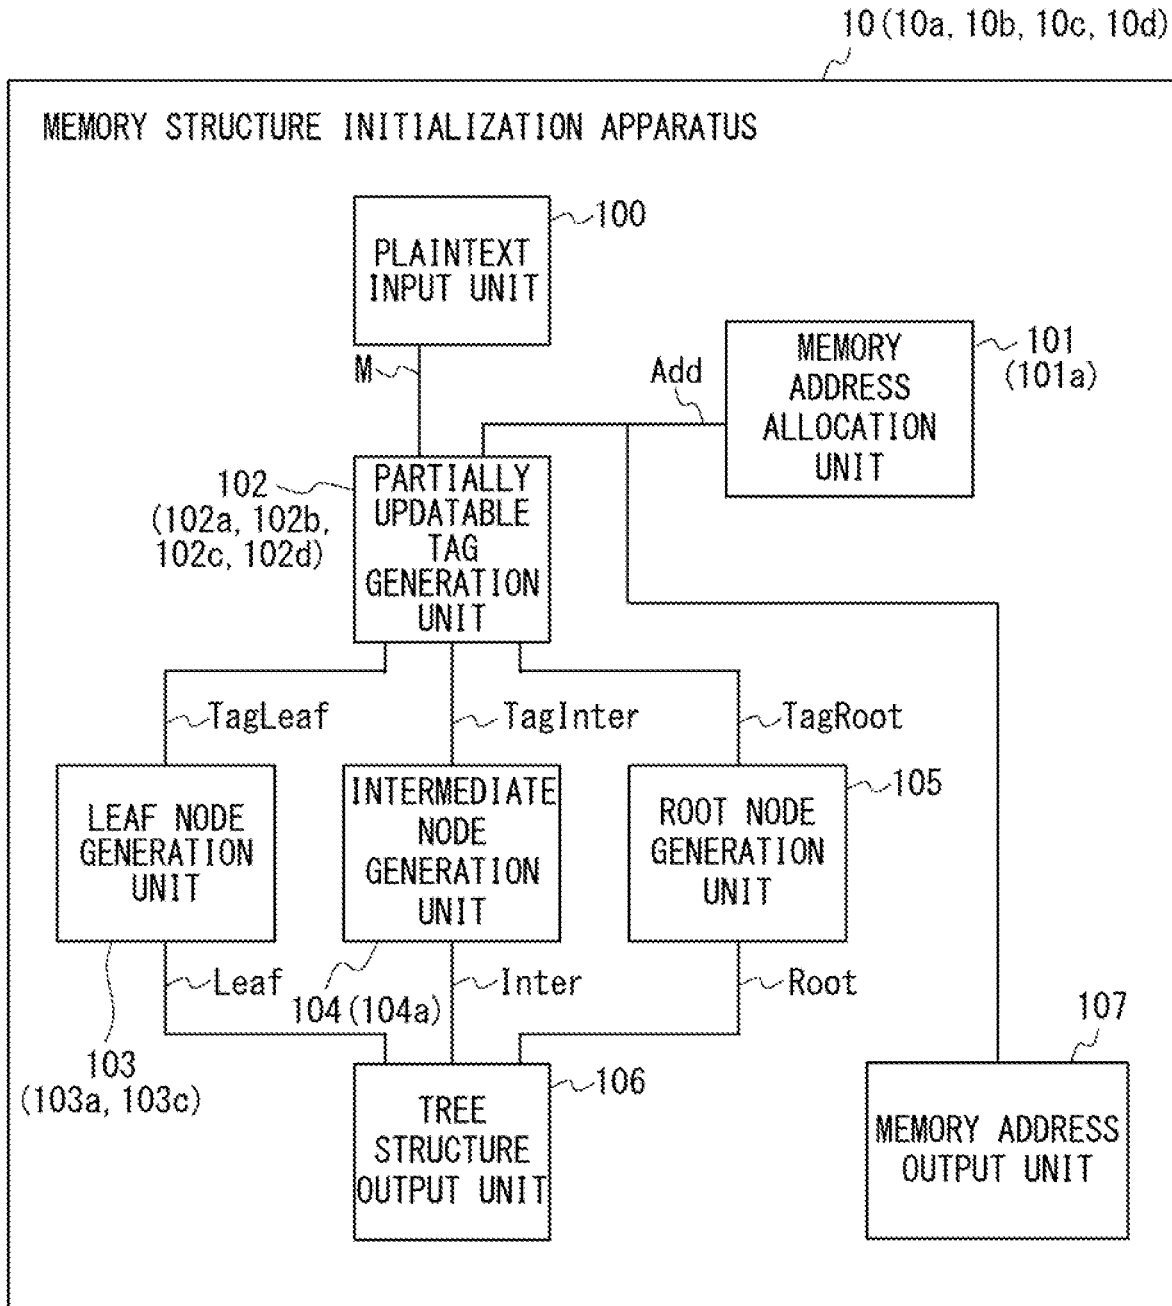 10 (10a, 10b, 10c, 10d)
MEMORY STRUCTURE INITIALIZATION APPARATUS
100
PLAINTEXT
INPUT UNIT
M
Add
MEMORY
ADDRESS
ALLOCATION
UNIT
101
(101a)
102
(102a, 102b,
102c, 102d)
PARTIALLY
UPDATABLE
TAG
GENERATION
UNIT
TagLeaf
TagInter
TagRoot
LEAF NODE
GENERATION
UNIT
INTERMEDIATE
NODE
GENERATION
UNIT
ROOT NODE
GENERATION
UNIT
105
Leaf
104 (104a)
Inter
Root
103
(103a, 103c)
106
TREE
STRUCTURE
OUTPUT UNIT
107
MEMORY ADDRESS
OUTPUT UNIT